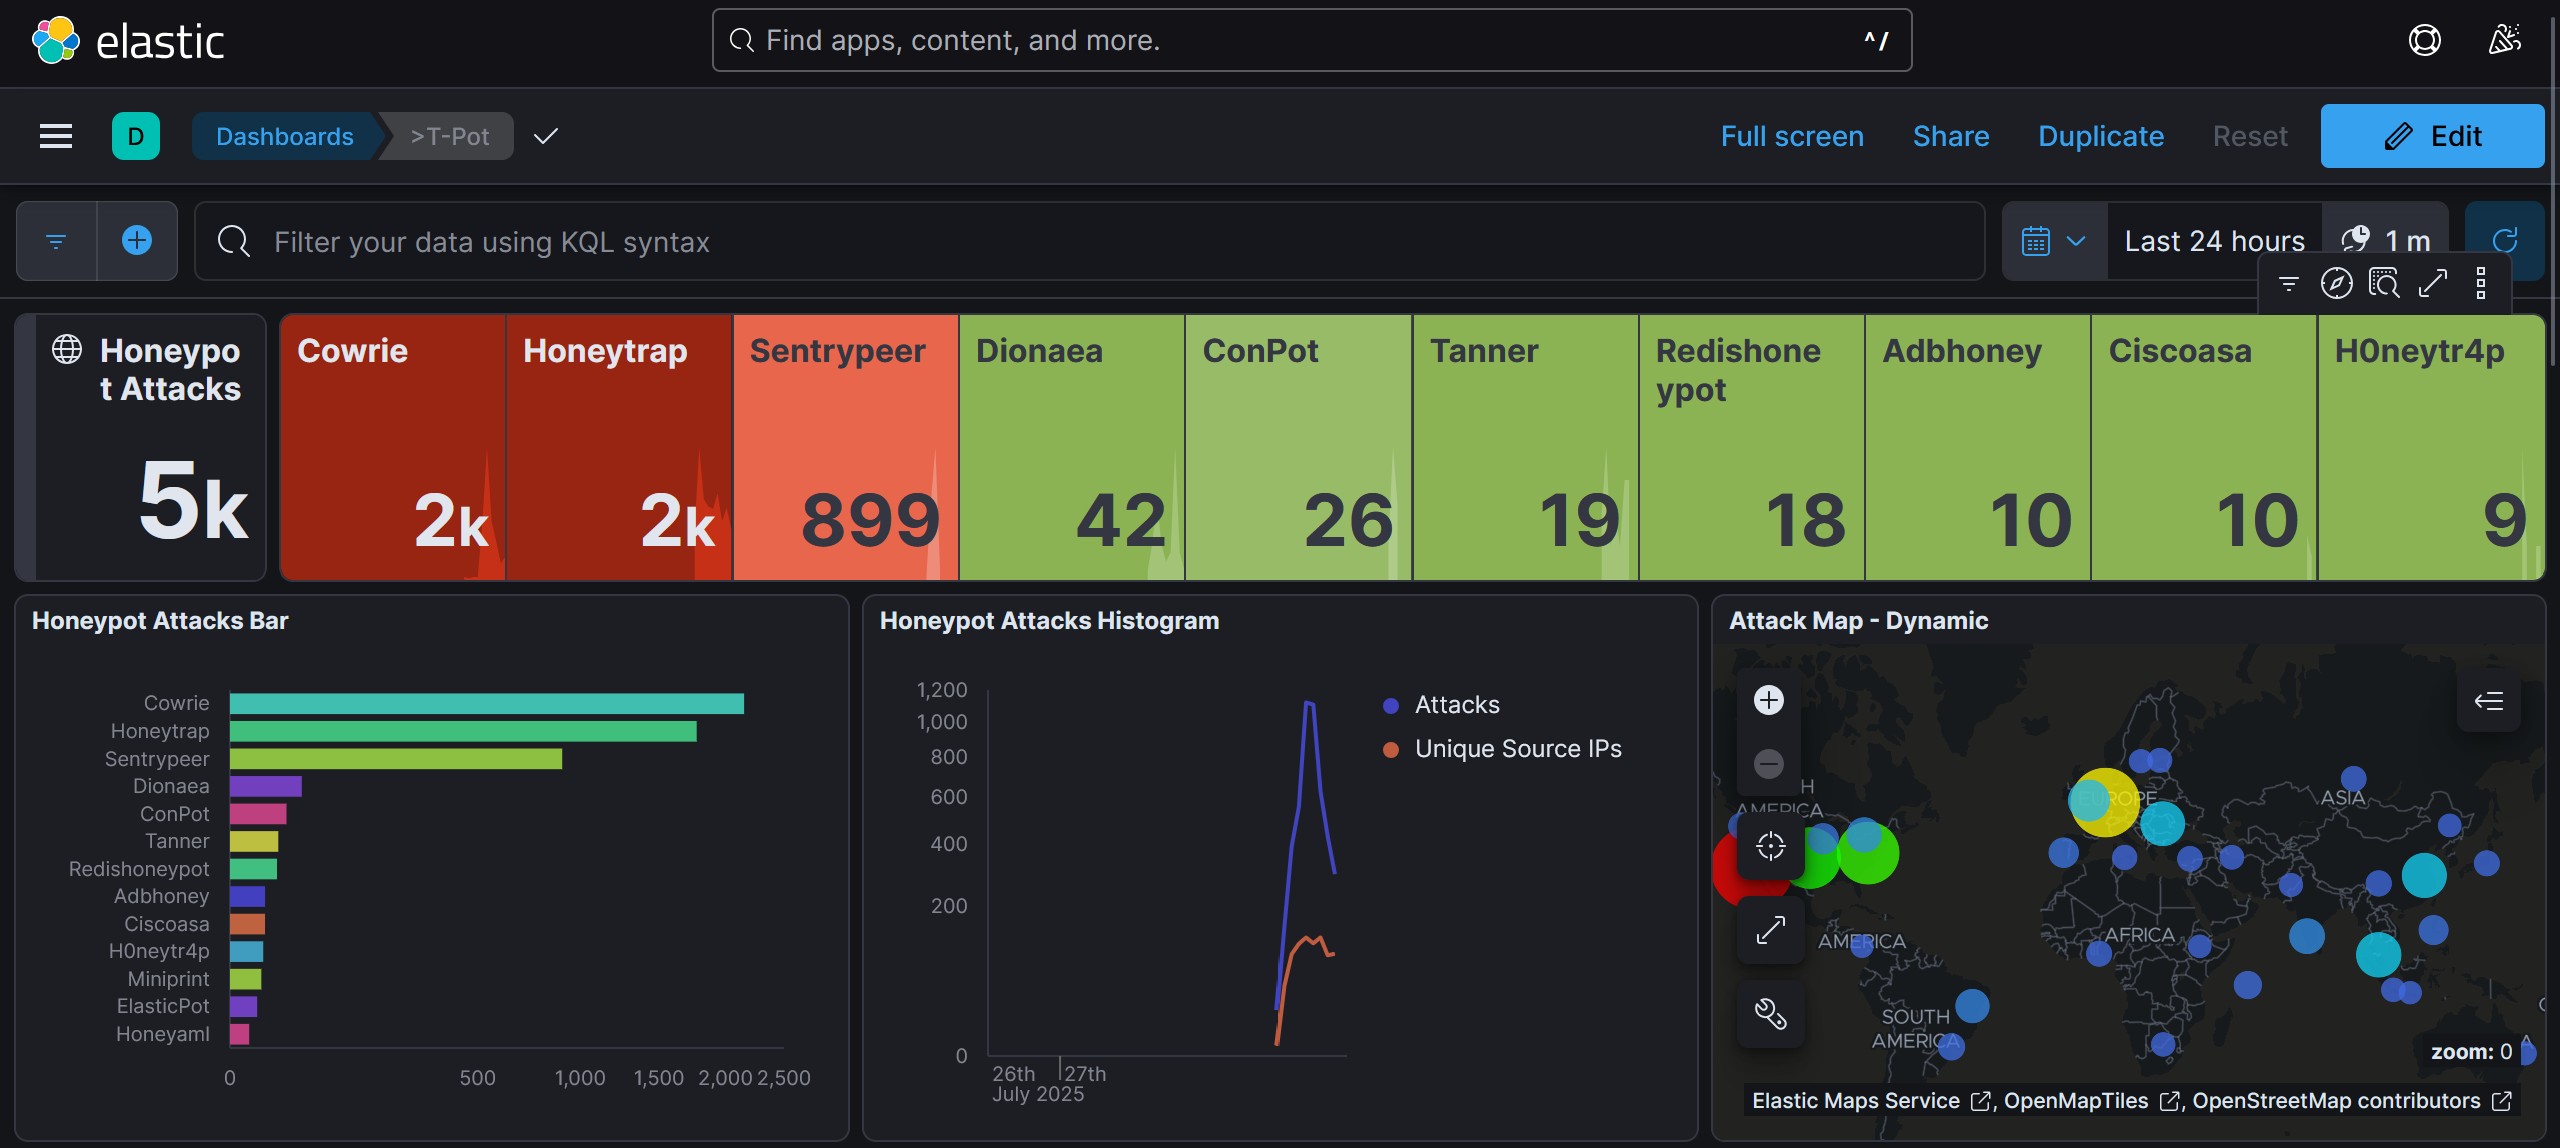 elastic
Find apps, content, and more.
^ /
D
Dashboards
>T-Pot
Full screen
Share
Duplicate
Reset
Edit
Filter your data using KQL syntax
Last 24 hours
1 m
Honeypo
t Attacks
5k
Cowrie
2k
Honeytrap
2k
Sentrypeer
899
Dionaea
42
ConPot
26
Tanner
19
Redishone
ypot
18
Adbhoney
10
Ciscoasa
10
H0neytr4p
9
Honeypot Attacks Bar
Cowrie
Honeytrap
Sentrypeer
Dionaea
ConPot
Tanner
Redishoneypot
Adbhoney
Ciscoasa
H0neytr4p
Miniprint
ElasticPot
Honeyaml
0 500 1,000 1,500 2,000 2,500
Honeypot Attacks Histogram
1,200
1,000
800
600
400
200
0
26th 27th
July 2025
Attacks
Unique Source IPs
Attack Map - Dynamic
H
AMERICA
EUROPE
ASIA
AMERICA
AFRICA
SOUTH
AMERICA
zoom: 0
Elastic Maps Service , OpenMapTiles , OpenStreetMap contributors